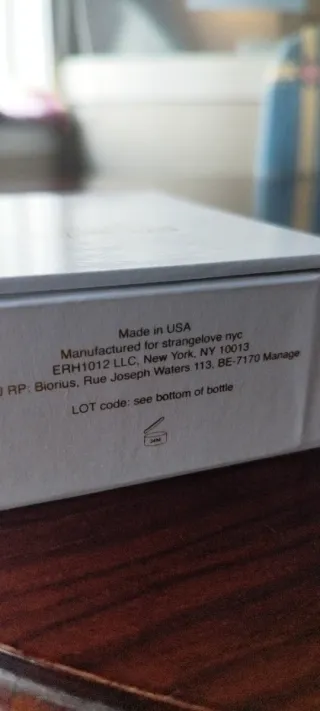 Made in USA
Manufactured for strangelove nyc
ERH1012 LLC, New York, NY 10013
RP: Biorius, Rue Joseph Waters 113, BE-7170 Manage
LOT code: see bottom of bottle
24M